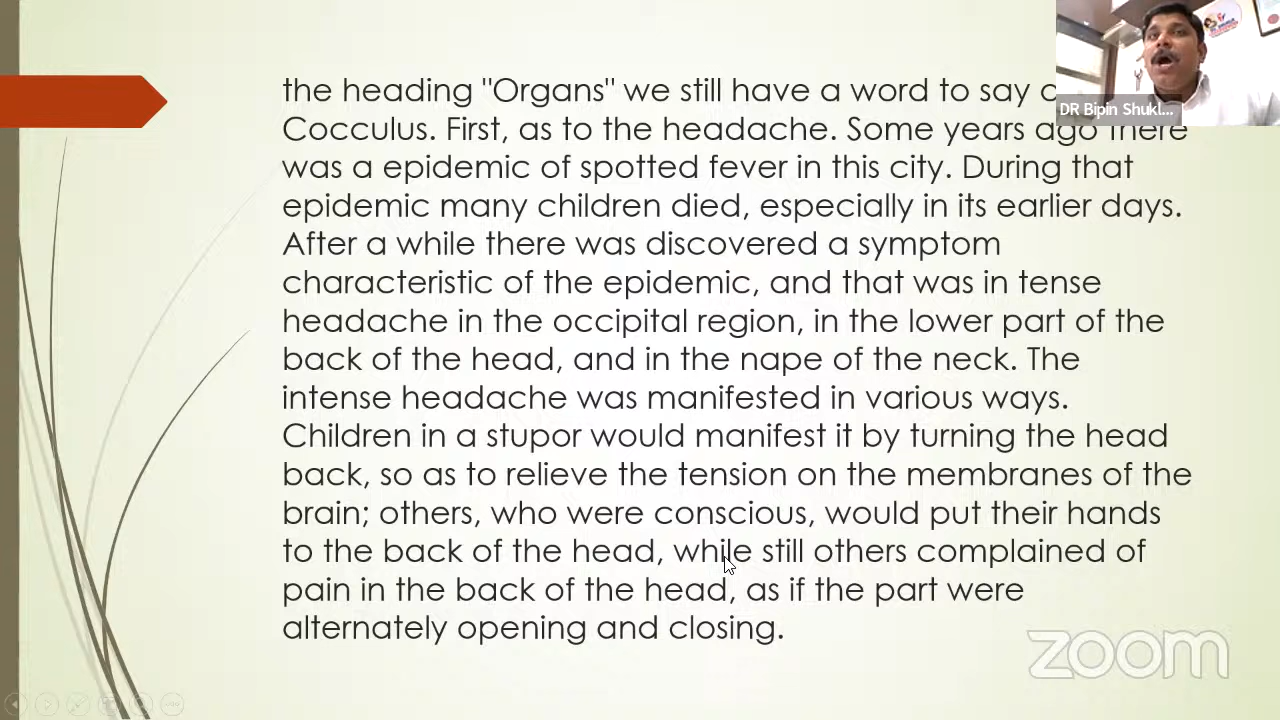 the heading "Organs" we still have a word to say
Cocculus. First, as to the headache. Some years ago there
was a epidemic of spotted fever in this city. During that
epidemic many children died, especially in its earlier days.
After a while there was discovered a symptom
characteristic of the epidemic, and that was in tense
headache in the occipital region, in the lower part of the
back of the head, and in the nape of the neck. The
intense headache was manifested in various ways.
Children in a stupor would manifest it by turning the head
back, so as to relieve the tension on the membranes of the
brain; others, who were conscious, would put their hands
to the back of the head, while still others complained of
pain in the back of the head, as if the part were
alternately opening and closing.
DR Bipin Shukl...
zoom